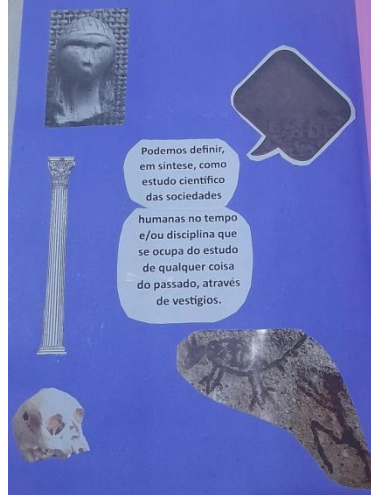 Podemos definir,
em síntese, como
estudo científico
das sociedades
humanas no tempo
e/ou disciplina que
se ocupa do estudo
de qualquer coisa
do passado, através
de vestígios.